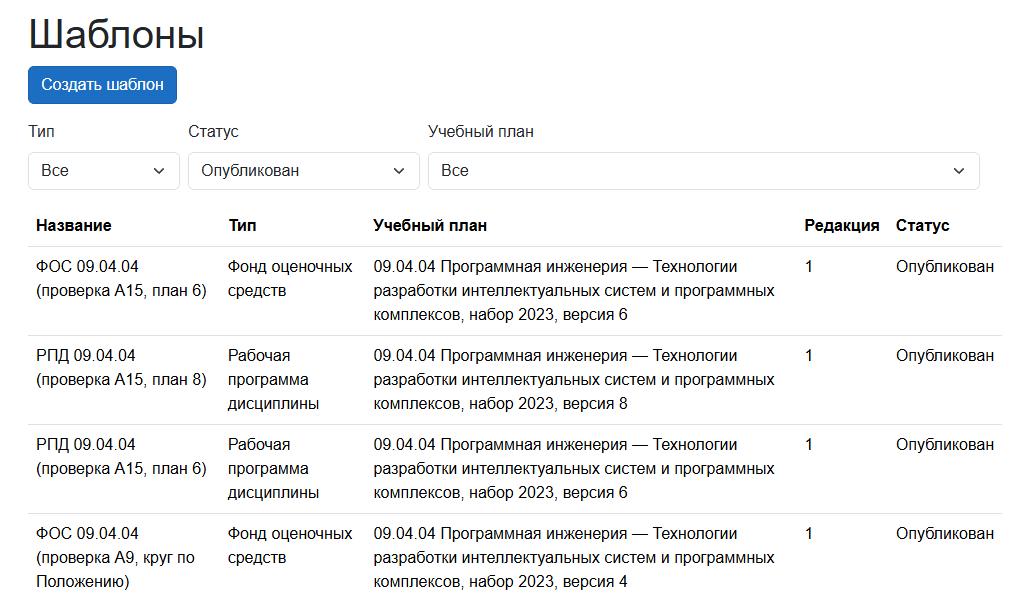 Шаблоны
Создать шаблон
Тип Статус Учебный план
Все Опубликован Все
Название Тип Учебный план Редакция Статус
ФОС 09.04.04 Фонд оценочных 09.04.04 Программная инженерия — Технологии 1 Опубликован
(проверка А15, план 6) средств разработки интеллектуальных систем и программных
комплексов, набор 2023, версия 6
РПД 09.04.04 Рабочая 09.04.04 Программная инженерия — Технологии 1 Опубликован
(проверка А15, план 8) программа разработки интеллектуальных систем и программных
дисциплины комплексов, набор 2023, версия 8
РПД 09.04.04 Рабочая 09.04.04 Программная инженерия — Технологии 1 Опубликован
(проверка А15, план 6) программа разработки интеллектуальных систем и программных
дисциплины комплексов, набор 2023, версия 6
ФОС 09.04.04 Фонд оценочных 09.04.04 Программная инженерия — Технологии 1 Опубликован
(проверка А9, круг по средств разработки интеллектуальных систем и программных
Положению) комплексов, набор 2023, версия 4